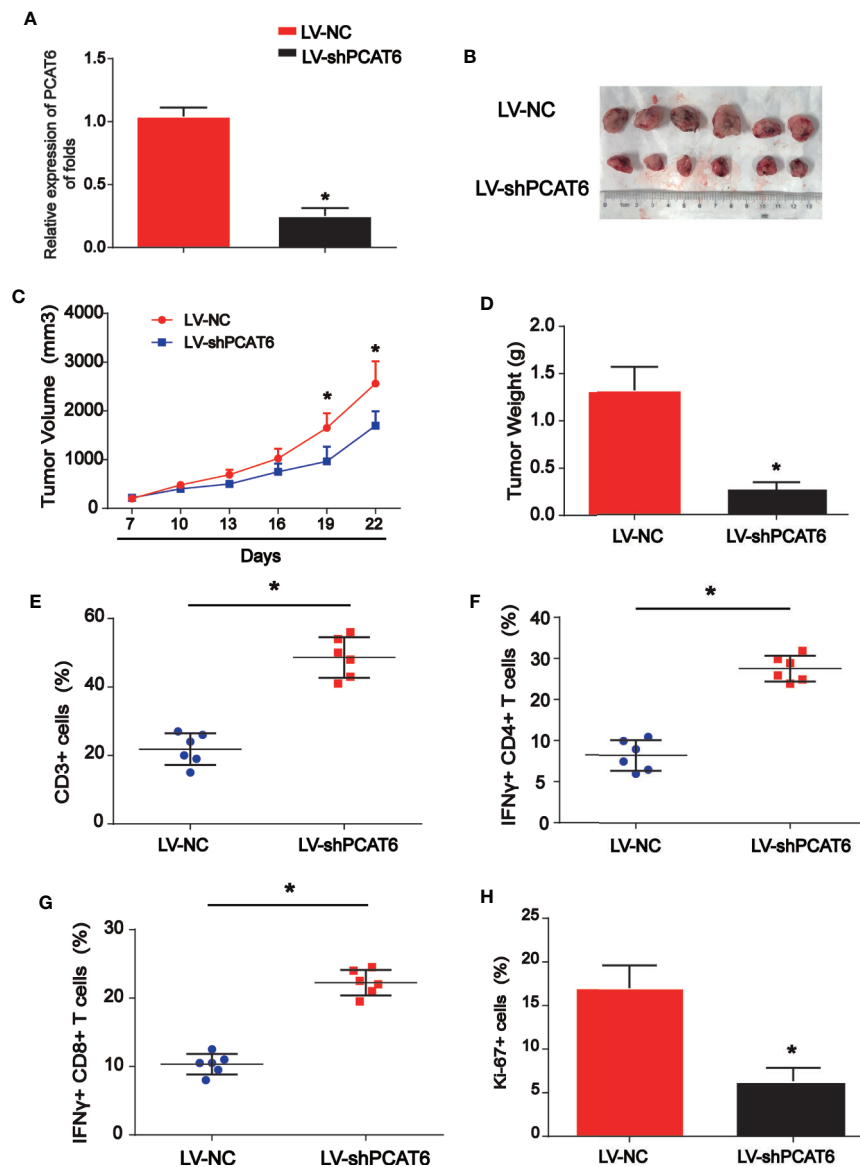 A
LV-NC
LV-shPCAT6
Relative expression of PCAT6
of folds
1.5
1.0
0.5
0.0
*
B
LV-NC
LV-shPCAT6
C
LV-NC
LV-shPCAT6
Tumor Volume (mm3)
4000
3000
2000
1000
0
*
*
7 10 13 16 19 22
Days
D
Tumor Weight (g)
2.0
1.5
1.0
0.5
0.0
*
LV-NC LV-shPCAT6
E
*
CD3+ cells (%)
60
40
20
0
LV-NC LV-shPCAT6
F
*
IFNγ+ CD4+ T cells (%)
40
30
10
5
0
LV-NC LV-shPCAT6
G
*
IFNγ+ CD8+ T cells (%)
30
20
10
0
LV-NC LV-shPCAT6
H
Ki-67+ cells (%)
25
20
15
10
5
0
*
LV-NC LV-shPCAT6